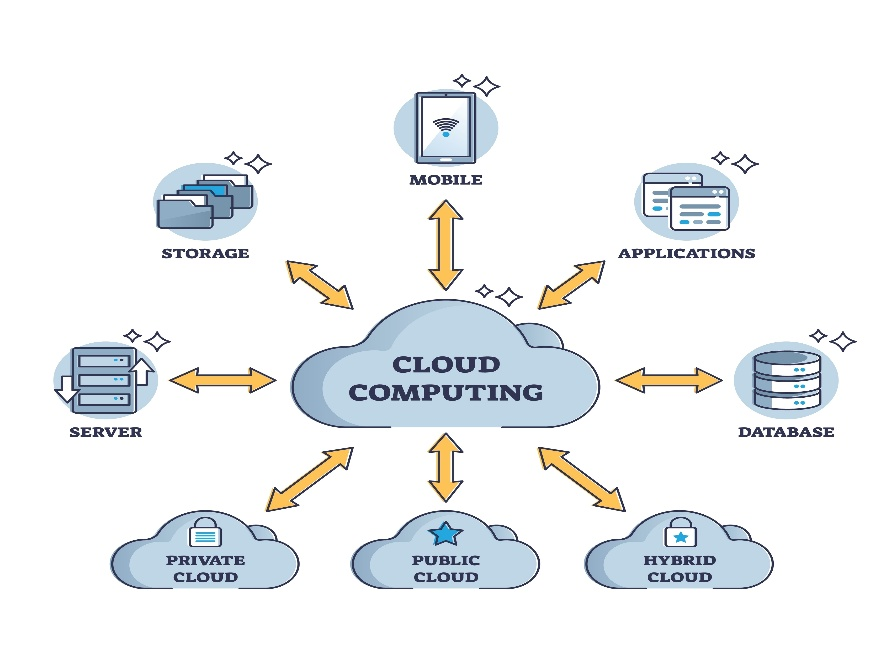 MOBILE
STORAGE
APPLICATIONS
CLOUD
COMPUTING
SERVER
DATABASE
PRIVATE
CLOUD
PUBLIC
CLOUD
HYBRID
CLOUD